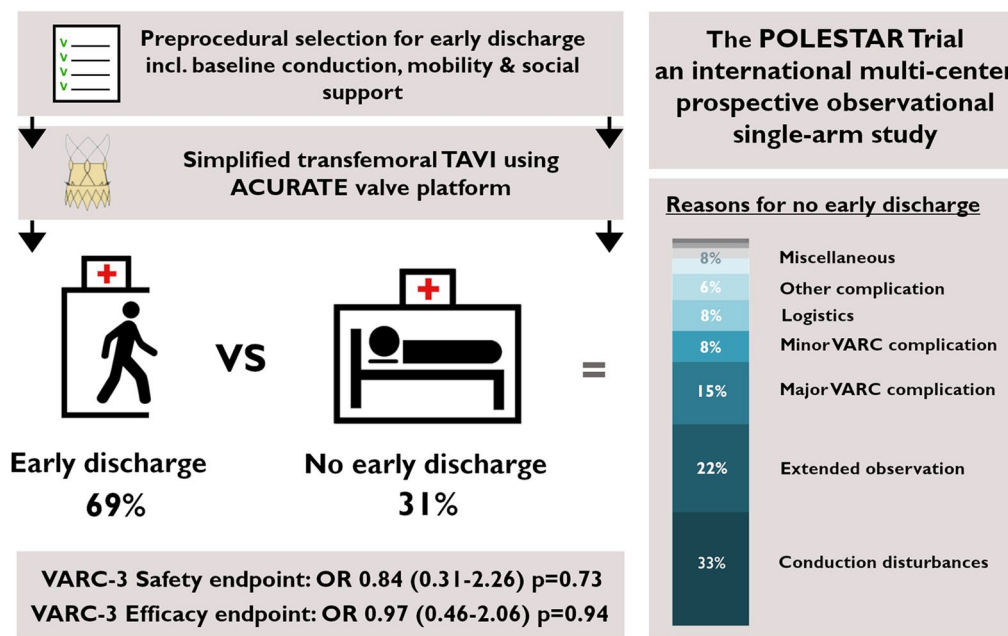 Preprocedural selection for early discharge
incl. baseline conduction, mobility & social
support
Simplified transfemoral TAVI using
ACURATE valve platform
vs
=
Early discharge
69%
No early discharge
31%
VARC-3 Safety endpoint: OR 0.84 (0.31-2.26) p=0.73
VARC-3 Efficacy endpoint: OR 0.97 (0.46-2.06) p=0.94
The POLESTAR Trial
an international multi-center
prospective observational
single-arm study
Reasons for no early discharge
8% Miscellaneous
6% Other complication
8% Logistics
8% Minor VARC complication
15% Major VARC complication
22% Extended observation
33% Conduction disturbances